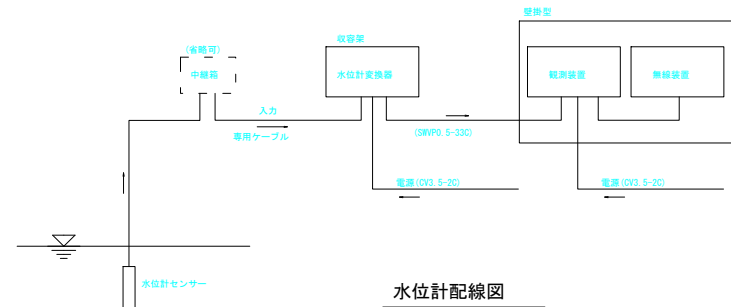 壁掛型
収容架
(省略可)
中継箱
水位計変換器
観測装置
無線装置
入力
専用ケーブル
(SWVP0.5-33C)
電源(CV3.5-2C)
電源(CV3.5-2C)
水位計センサー
水位計配線図